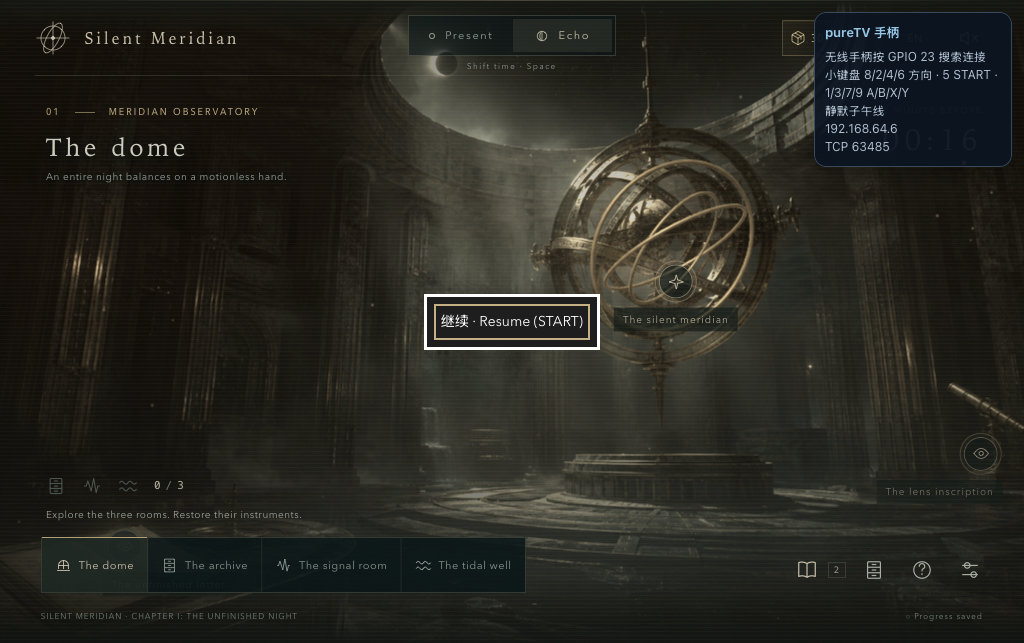 Silent Meridian
Present
Echo
Shift time · Space
pureTV 手柄
无线手柄按 GPIO 23 搜索连接
小键盘 8/2/4/6 方向 · 5 START ·
1/3/7/9 A/B/X/Y
静默子午线
192.168.64.6
TCP 63485
01
MERIDIAN OBSERVATORY
The dome
An entire night balances on a motionless hand.
继续 · Resume (START)
The silent meridian
The lens inscription
0 / 3
Explore the three rooms. Restore their instruments.
The dome
The archive
The signal room
The tidal well
2
SILENT MERIDIAN · CHAPTER I: THE UNFINISHED NIGHT
Progress saved